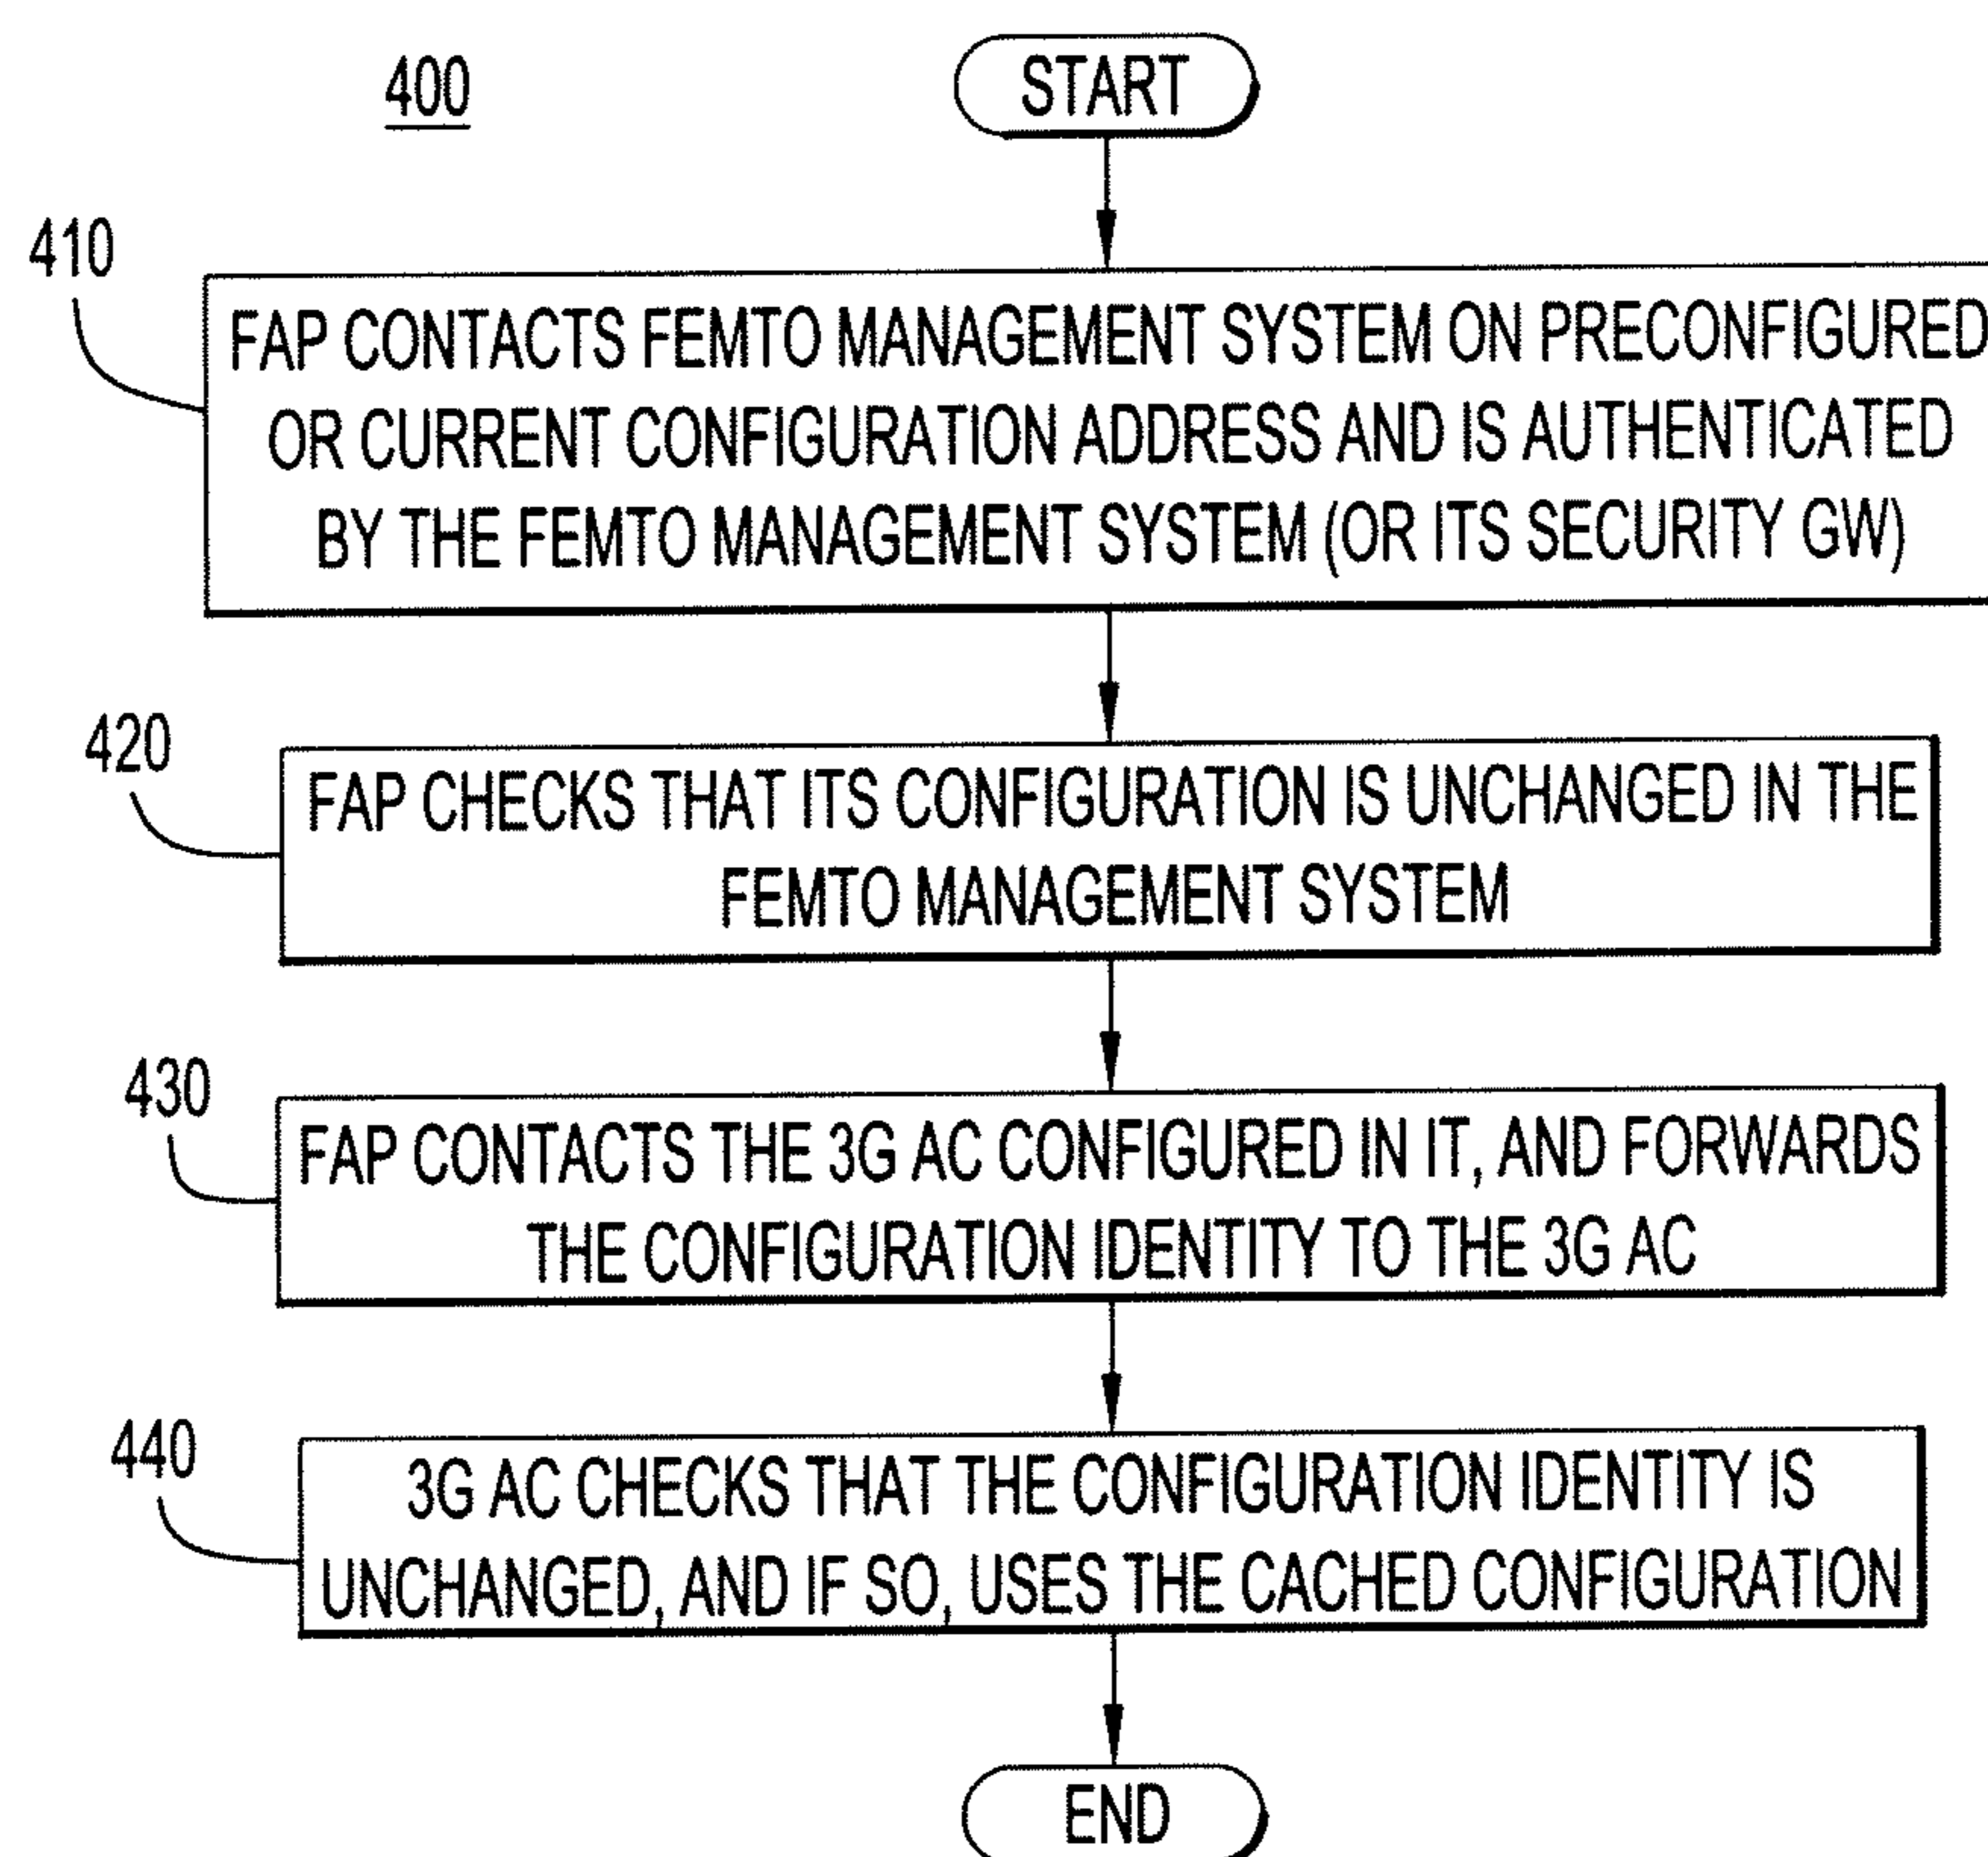 400
START
410
FAP CONTACTS FEMTO MANAGEMENT SYSTEM ON PRECONFIGURED
OR CURRENT CONFIGURATION ADDRESS AND IS AUTHENTICATED
BY THE FEMTO MANAGEMENT SYSTEM (OR ITS SECURITY GW)
420
FAP CHECKS THAT ITS CONFIGURATION IS UNCHANGED IN THE
FEMTO MANAGEMENT SYSTEM
430
FAP CONTACTS THE 3G AC CONFIGURED IN IT, AND FORWARDS
THE CONFIGURATION IDENTITY TO THE 3G AC
440
3G AC CHECKS THAT THE CONFIGURATION IDENTITY IS
UNCHANGED, AND IF SO, USES THE CACHED CONFIGURATION
END